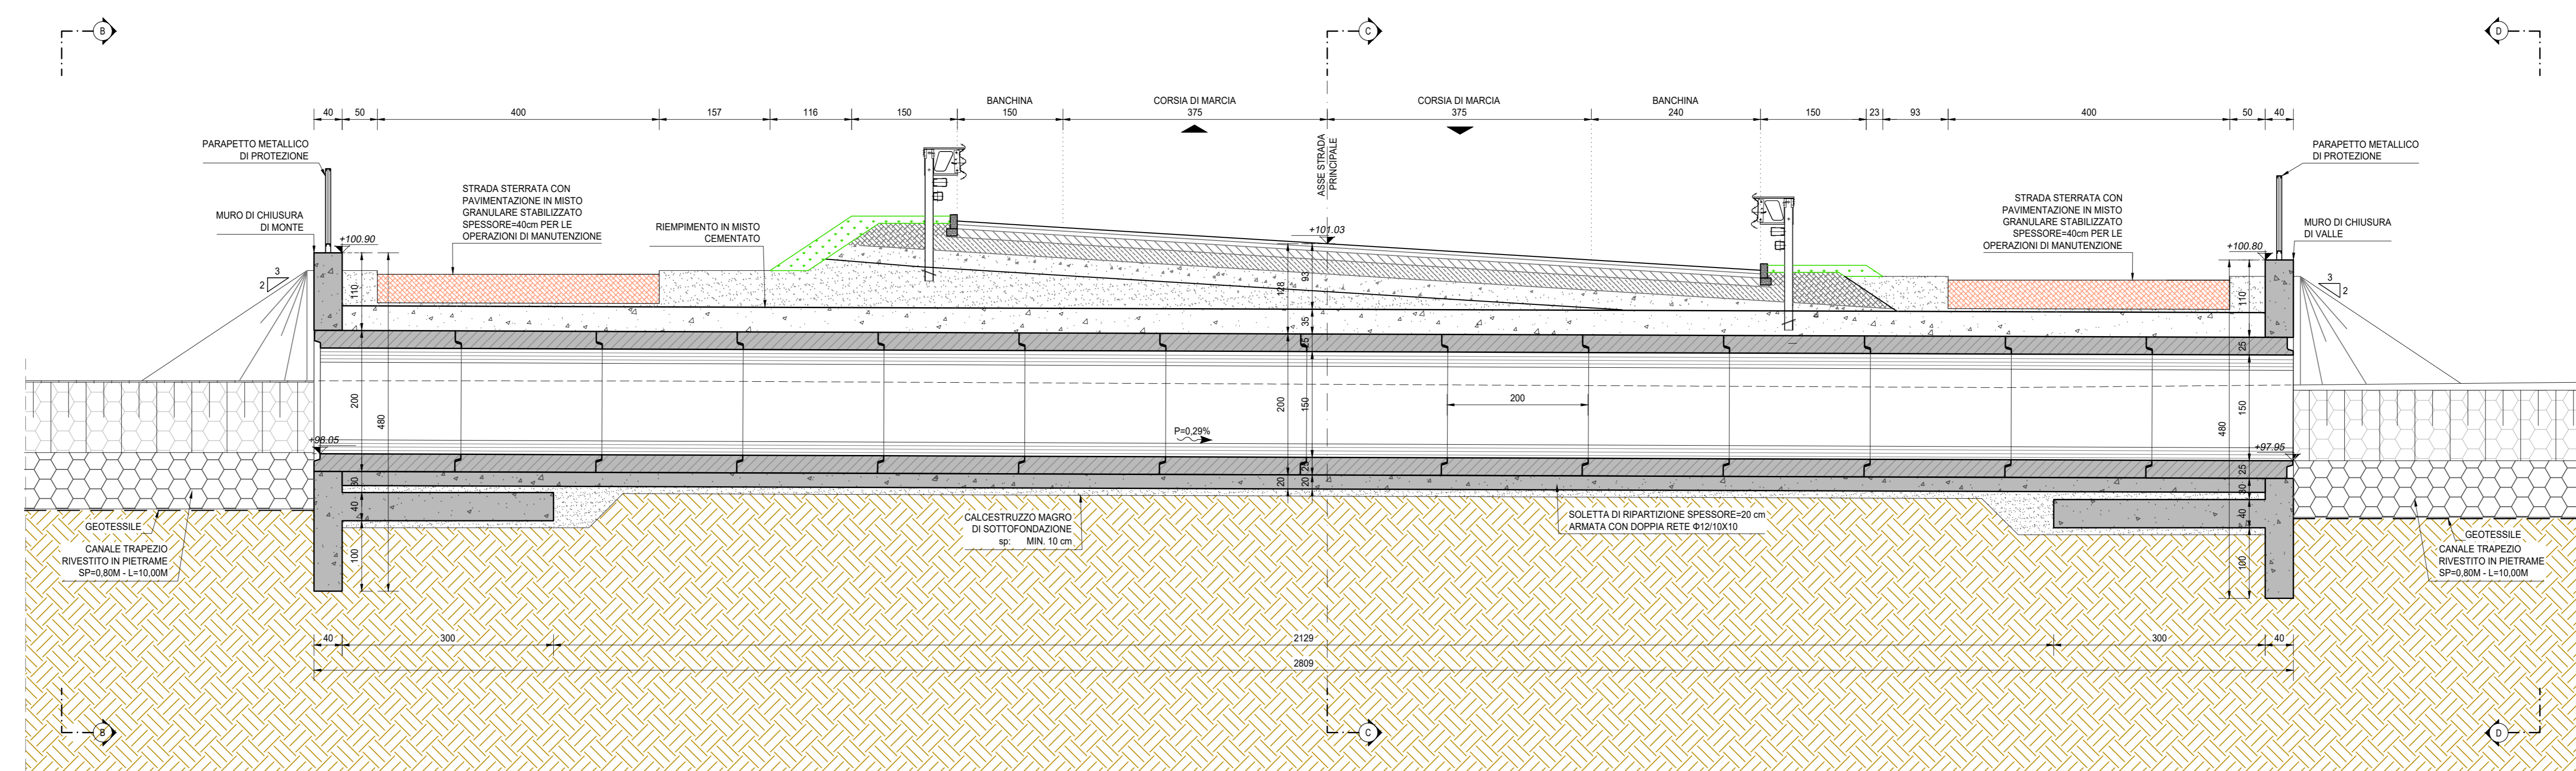 B
C
D
BANCHINA
CORSIA DI MARCIA
CORSIA DI MARCIA
BANCHINA
40
50
400
157
116
150
150
375
375
240
150
23
93
400
50
40
PARAPETTO METALLICO
DI PROTEZIONE
ASSE STRADA
PRINCIPALE
PARAPETTO METALLICO
DI PROTEZIONE
STRADA STERRATA CON
PAVIMENTAZIONE IN MISTO
GRANULARE STABILIZZATO
SPESSORE=40cm PER LE
OPERAZIONI DI MANUTENZIONE
STRADA STERRATA CON
PAVIMENTAZIONE IN MISTO
GRANULARE STABILIZZATO
SPESSORE=40cm PER LE
OPERAZIONI DI MANUTENZIONE
MURO DI CHIUSURA
DI MONTE
RIEMPIMENTO IN MISTO
CEMENTATO
MURO DI CHIUSURA
DI VALLE
+100.90
+101.03
+100.80
3
2
3
2
110
128
93
35
25
110
25
200
480
200
150
200
150
480
P=0,29%
+98.05
+97.95
30
40
100
25
20
20
25
30
40
100
GEOTESSILE
CANALE TRAPEZIO
RIVESTITO IN PIETRAME
SP=0,80M - L=10,00M
CALCESTRUZZO MAGRO
DI SOTTOFONDAZIONE
sp: MIN. 10 cm
SOLETTA DI RIPARTIZIONE SPESSORE=20 cm
ARMATA CON DOPPIA RETE Φ12/10X10
GEOTESSILE
CANALE TRAPEZIO
RIVESTITO IN PIETRAME
SP=0,80M - L=10,00M
40
300
2129
300
40
2809
B
C
D